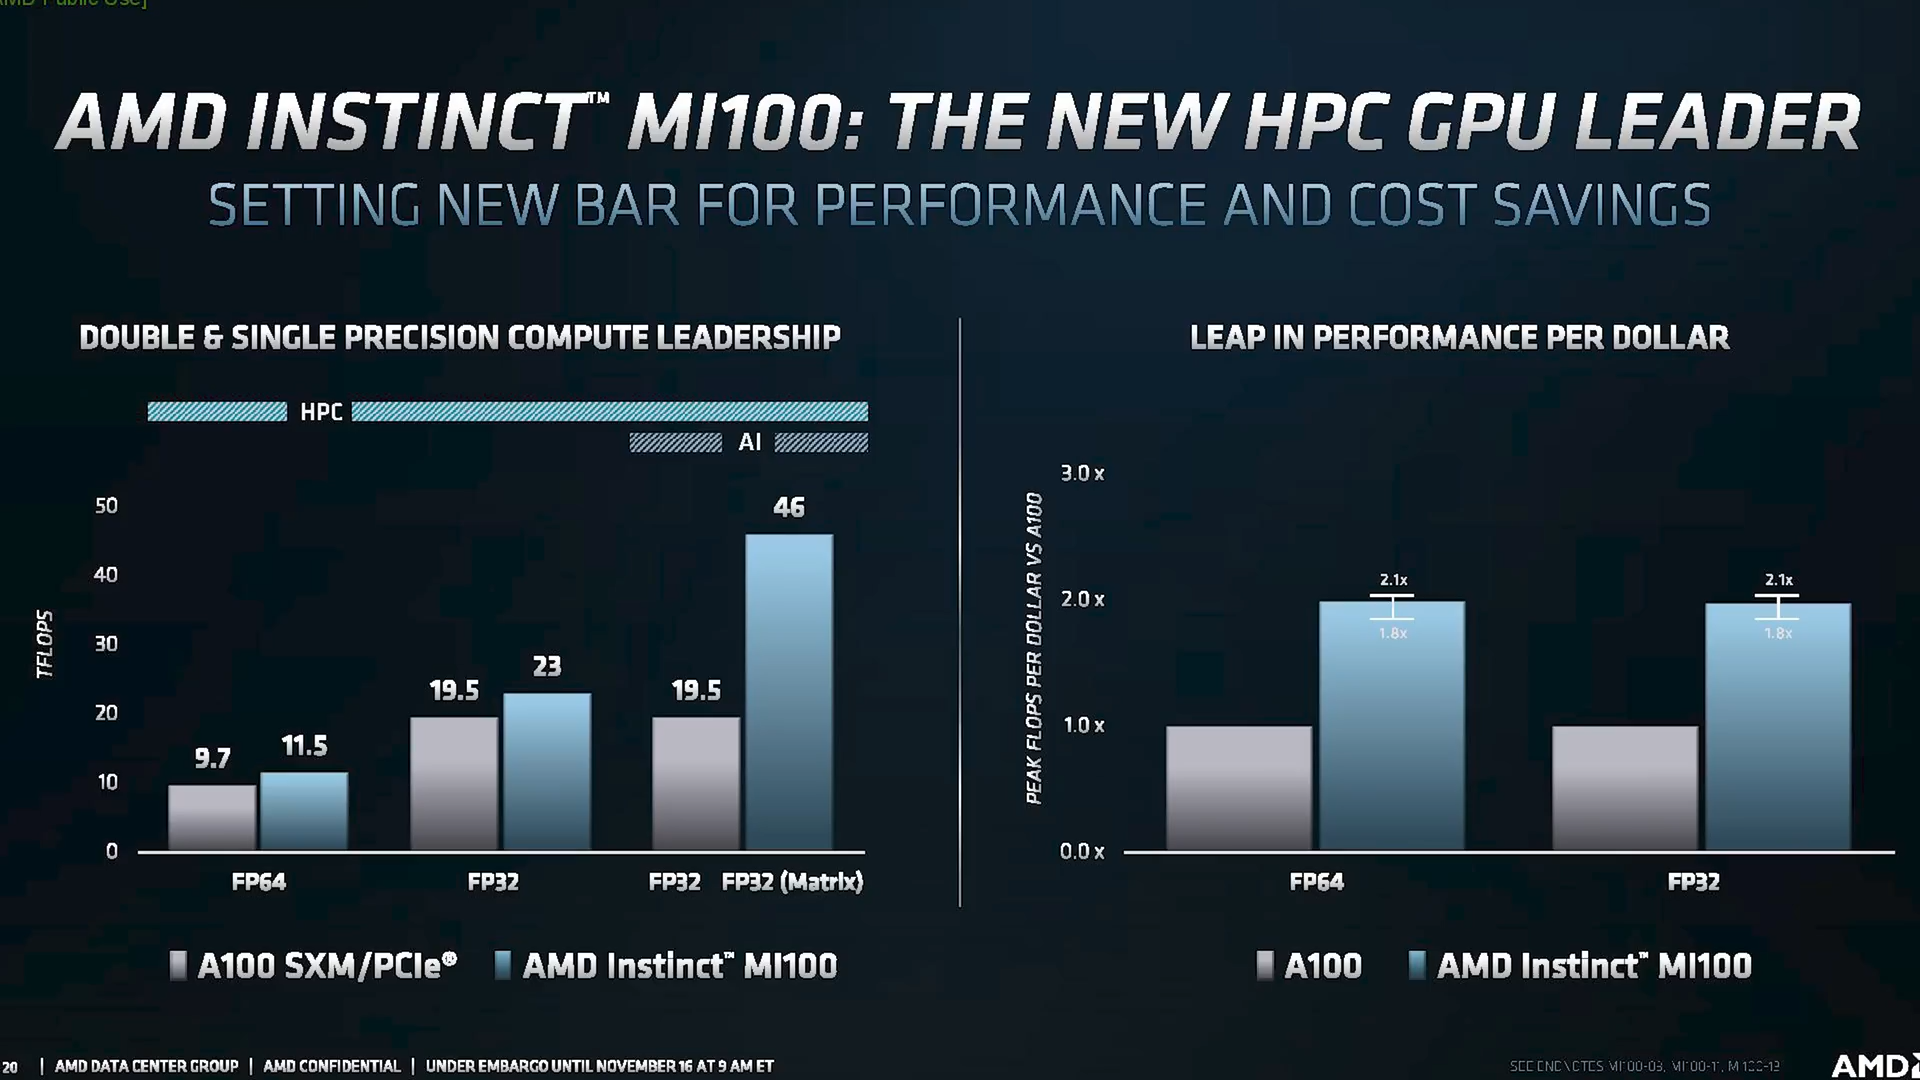 AMD INSTINCT™ MI100: THE NEW HPC GPU LEADER
SETTING NEW BAR FOR PERFORMANCE AND COST SAVINGS
DOUBLE & SINGLE PRECISION COMPUTE LEADERSHIP
HPC
AI
TFLOPS
50
40
30
20
10
0
9.7
11.5
19.5
23
19.5
46
FP64
FP32
FP32
FP32 (Matrix)
A100 SXM/PCIe®
AMD Instinct™ MI100
LEAP IN PERFORMANCE PER DOLLAR
PEAK FLOPS PER DOLLAR VS A100
3.0 x
2.0 x
1.0 x
0.0 x
2.1x
1.8x
2.1x
1.8x
FP64
FP32
A100
AMD Instinct™ MI100
20 | AMD DATA CENTER GROUP | AMD CONFIDENTIAL | UNDER EMBARGO UNTIL NOVEMBER 16 AT 9 AM ET
AMD